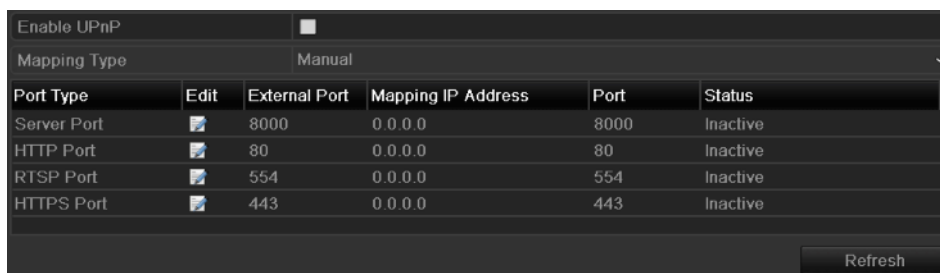 Enable UPnP
Mapping Type Manual
Port Type Edit External Port Mapping IP Address Port Status
Server Port 8000 0.0.0.0 8000 Inactive
HTTP Port 80 0.0.0.0 80 Inactive
RTSP Port 554 0.0.0.0 554 Inactive
HTTPS Port 443 0.0.0.0 443 Inactive
Refresh